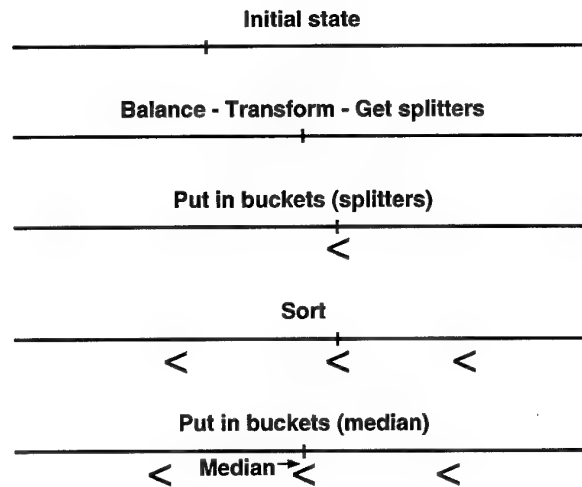 Initial state
Balance - Transform - Get splitters
Put in buckets (splitters)
<
Sort
< < <
Put in buckets (median)
Median→
< < <